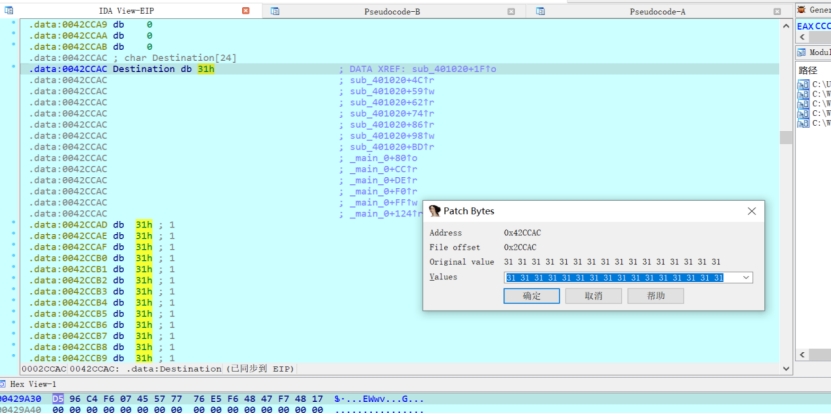 IDA View-EIP
Pseudocode-B
Pseudocode-A
Gener
EAX CCC
.data:0042CCA9 db 0
.data:0042CCAA db 0
.data:0042CCAB db 0
.data:0042CCAC ; char Destination[24]
.data:0042CCAC Destination db 31h ; DATA XREF: sub_401020+1F↑o
.data:0042CCAC ; sub_401020+4C↑r
.data:0042CCAC ; sub_401020+59↑w
.data:0042CCAC ; sub_401020+62↑r
.data:0042CCAC ; sub_401020+74↑r
.data:0042CCAC ; sub_401020+86↑r
.data:0042CCAC ; sub_401020+98↑w
.data:0042CCAC ; sub_401020+BD↑r
.data:0042CCAC ; _main_0+80↑o
.data:0042CCAC ; _main_0+CC↑r
.data:0042CCAC ; _main_0+DE↑r
.data:0042CCAC ; _main_0+F0↑r
.data:0042CCAC ; _main_0+FF↑w
.data:0042CCAC ; _main_0+124↑r
.data:0042CCAD db 31h ; 1
.data:0042CCAE db 31h ; 1
.data:0042CCAF db 31h ; 1
.data:0042CCB0 db 31h ; 1
.data:0042CCB1 db 31h ; 1
.data:0042CCB2 db 31h ; 1
.data:0042CCB3 db 31h ; 1
.data:0042CCB4 db 31h ; 1
.data:0042CCB5 db 31h ; 1
.data:0042CCB6 db 31h ; 1
.data:0042CCB7 db 31h ; 1
.data:0042CCB8 db 31h ; 1
.data:0042CCB9 db 31h ; 1
0002CCAC 0042CCAC: .data:Destination (已同步到 EIP)
Modul
路径
C:\U
C:\W
C:\W
C:\W
C:\W
Patch Bytes
Address 0x42CCAC
File offset 0x2CCAC
Original value 31 31 31 31 31 31 31 31 31 31 31 31 31 31 31 31
Values 31 31 31 31 31 31 31 31 31 31 31 31 31 31 31 31
确定
取消
帮助
Hex View-1
00429A30 D5 96 C4 F6 07 45 57 77 76 E5 F6 48 47 F7 48 17
00429A40 00 00 00 00 00 00 00 00 00 00 00 00 00 00 00 00 ................